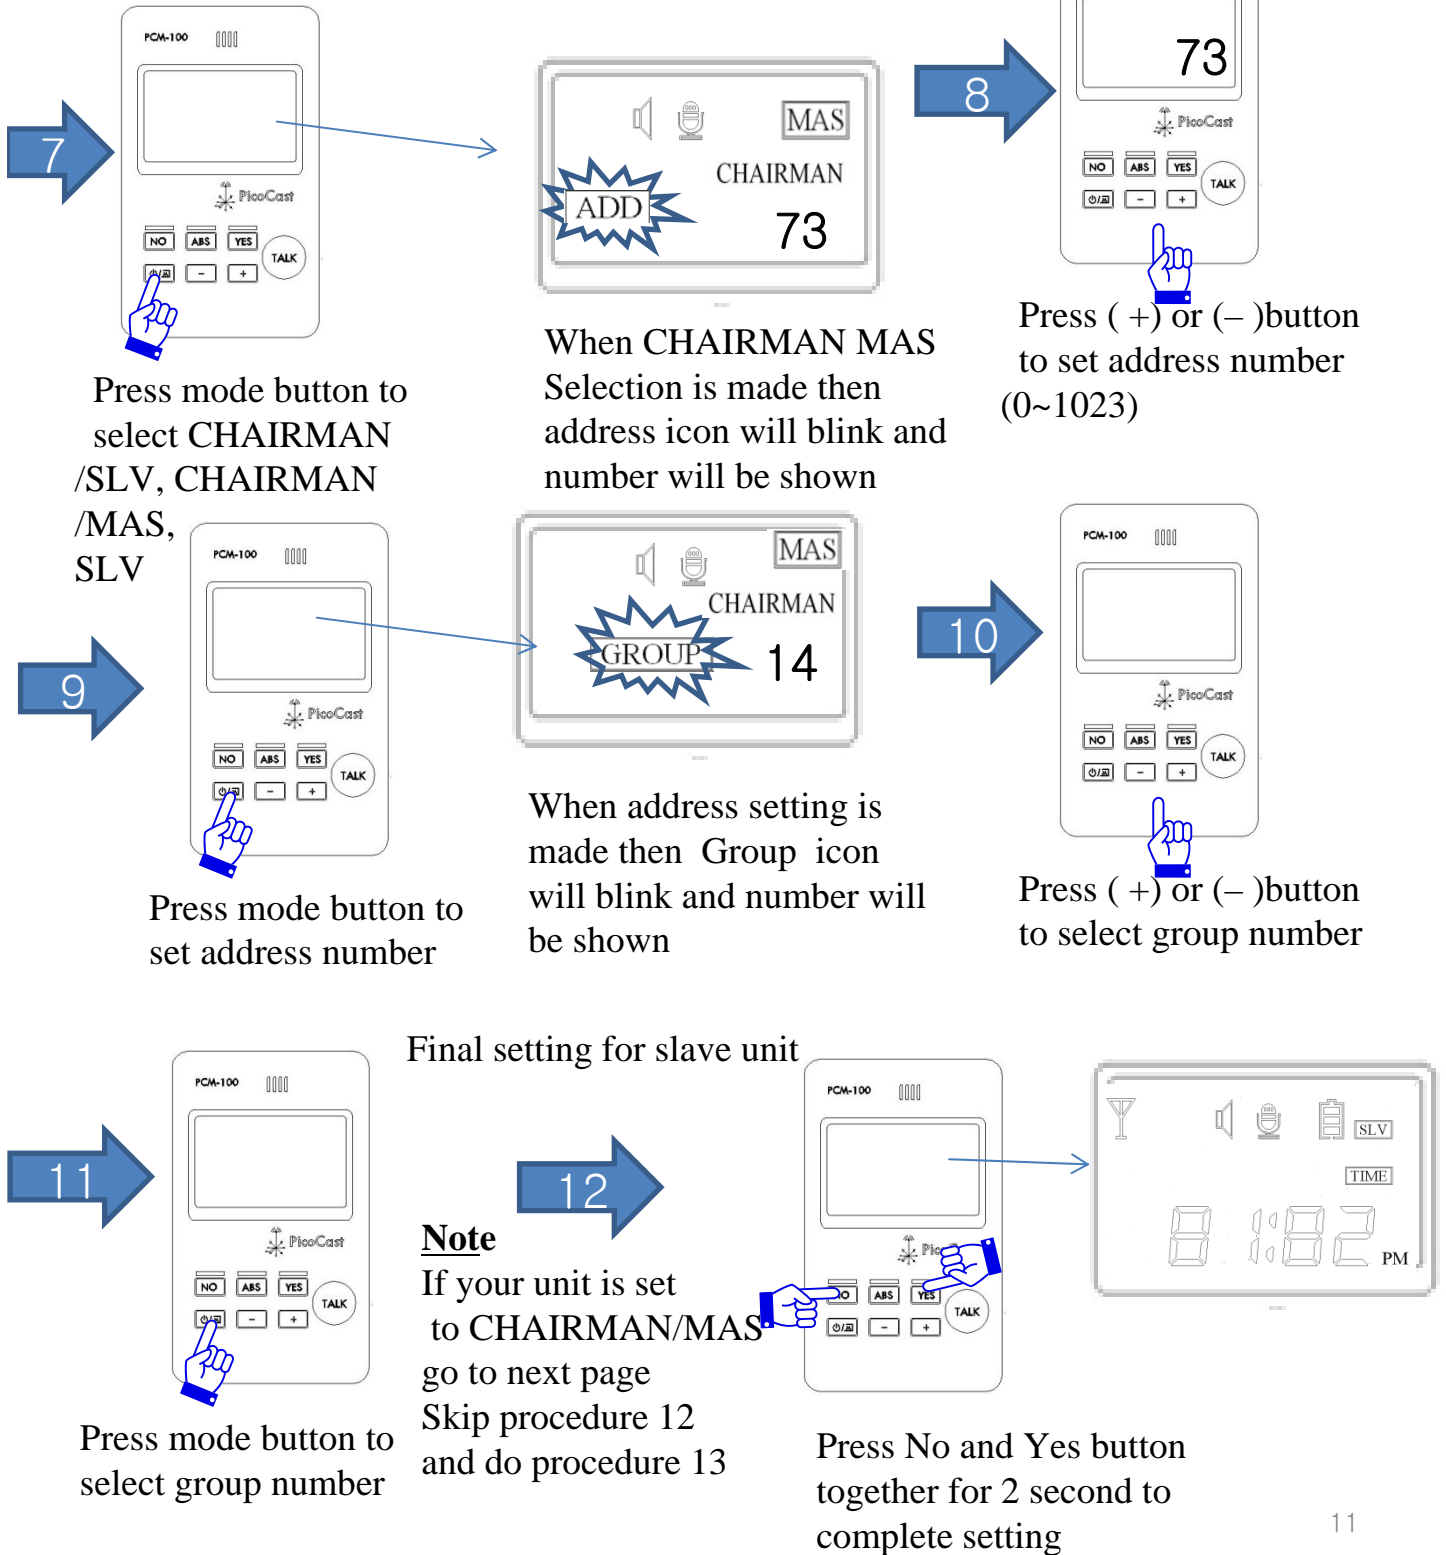 7
PCM-100
PicoCast
NO ABS YES
TALK
- +
Press mode button to
select CHAIRMAN
/SLV, CHAIRMAN
/MAS,
SLV
MAS
CHAIRMAN
ADD
73
When CHAIRMAN MAS
Selection is made then
address icon will blink and
number will be shown
8
73
PicoCast
NO ABS YES
TALK
- +
Press ( +) or (– )button
to set address number
(0~1023)
9
PCM-100
PicoCast
NO ABS YES
TALK
- +
Press mode button to
set address number
MAS
CHAIRMAN
GROUP
14
When address setting is
made then Group icon
will blink and number will
be shown
10
PCM-100
PicoCast
NO ABS YES
TALK
- +
Press ( +) or (– )button
to select group number
11
PCM-100
PicoCast
NO ABS YES
TALK
- +
Press mode button to
select group number
Final setting for slave unit
12
Note
If your unit is set
to CHAIRMAN/MAS
go to next page
Skip procedure 12
and do procedure 13
PCM-100
ABS YES
TALK
- +
SLV
TIME
8 1:82 PM
Press No and Yes button
together for 2 second to
complete setting
11